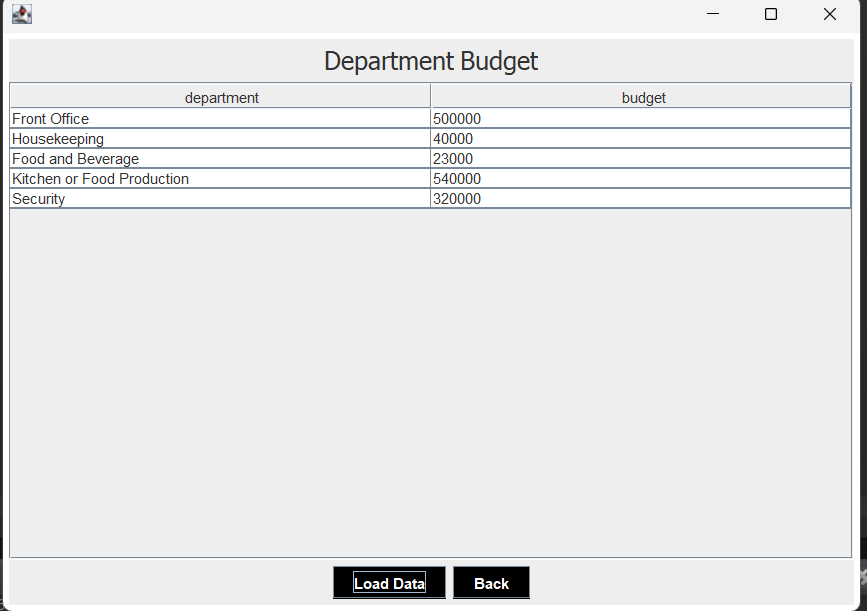 Department Budget
department budget
Front Office 500000
Housekeeping 40000
Food and Beverage 23000
Kitchen or Food Production 540000
Security 320000
Load Data Back